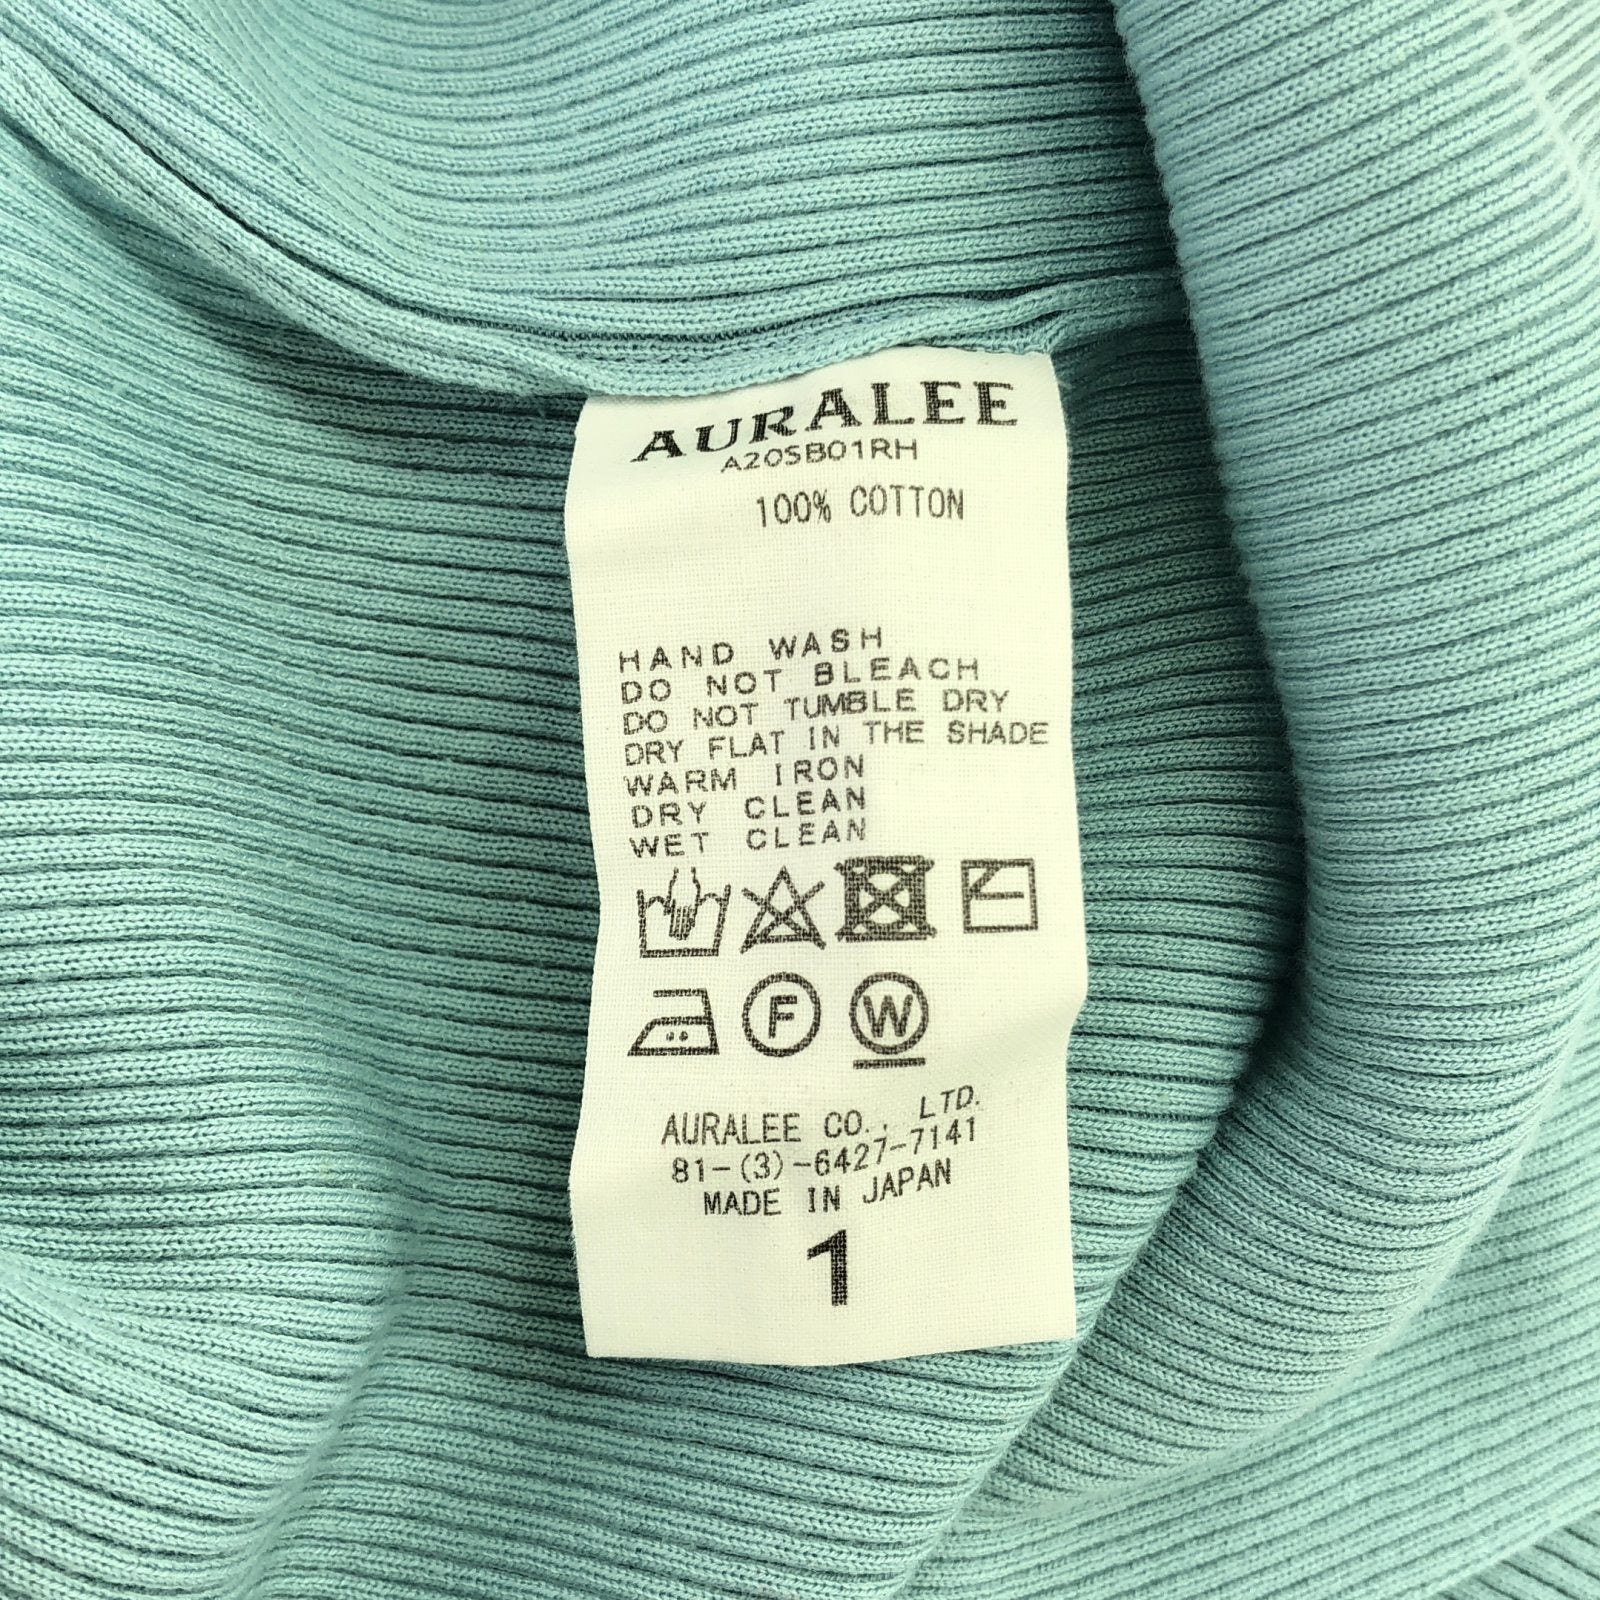 AURALEE
A20SB01RH
100% COTTON
HAND WASH
DO NOT BLEACH
DO NOT TUMBLE DRY
DRY FLAT IN THE SHADE
WARM IRON
DRY CLEAN
WET CLEAN
F W
AURALEE CO., LTD.
81-(3)-6427-7141
MADE IN JAPAN
1